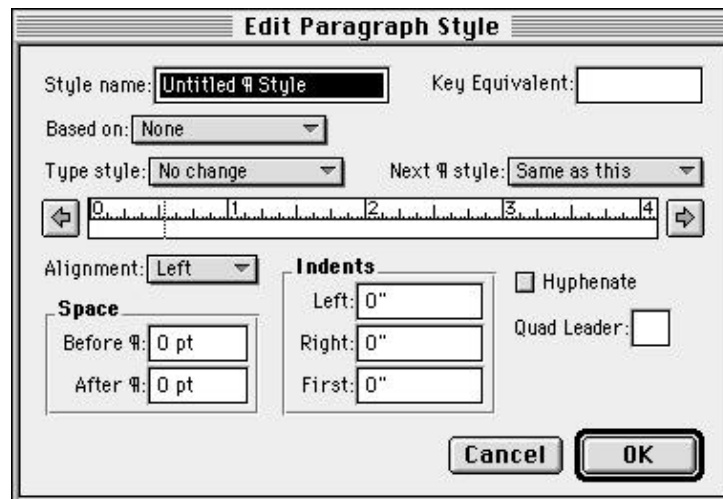 Edit Paragraph Style
Style name: Untitled ¶ Style Key Equivalent:
Based on: None
Type style: No change Next ¶ style: Same as this
0 1 2 3 4
Alignment: Left Indents
Left: 0" Hyphenate
Space
Before ¶: 0 pt Right: 0" Quad Leader:
After ¶: 0 pt First: 0"
Cancel OK